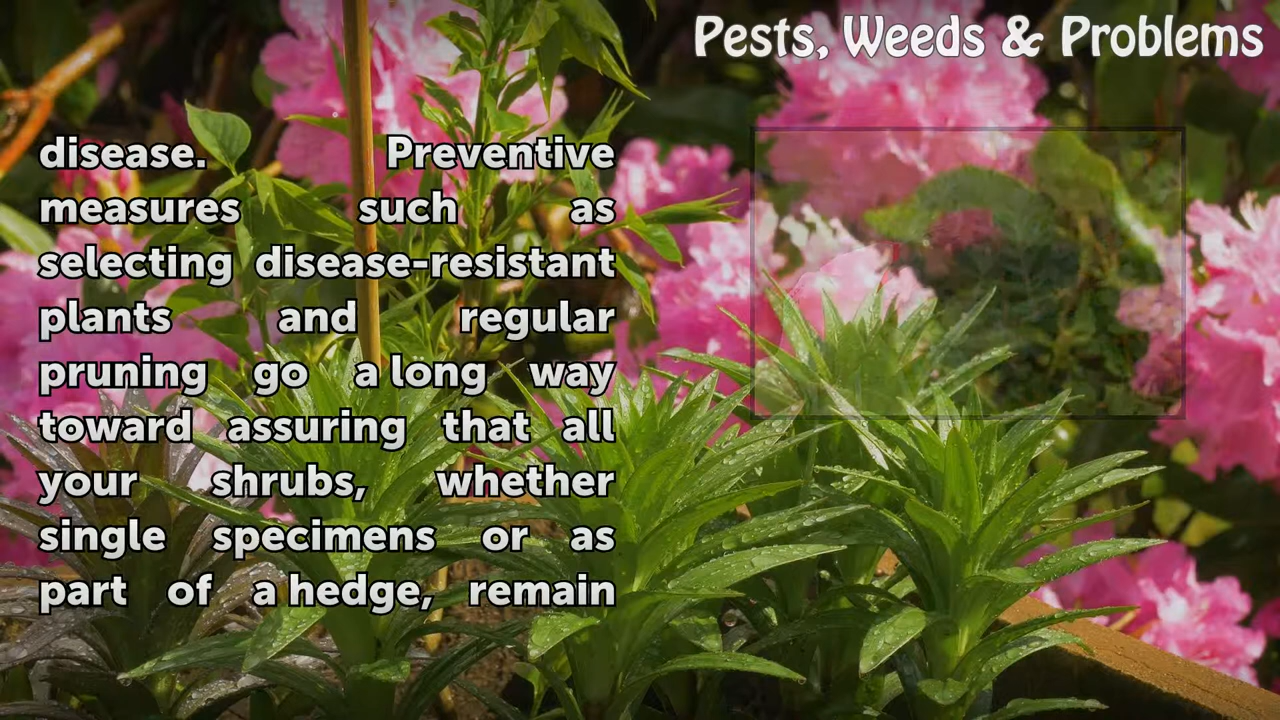 Pests, Weeds & Problems
disease. Preventive
measures such as
selecting disease-resistant
plants and regular
pruning go a long way
toward assuring that all
your shrubs, whether
single specimens or as
part of a hedge, remain